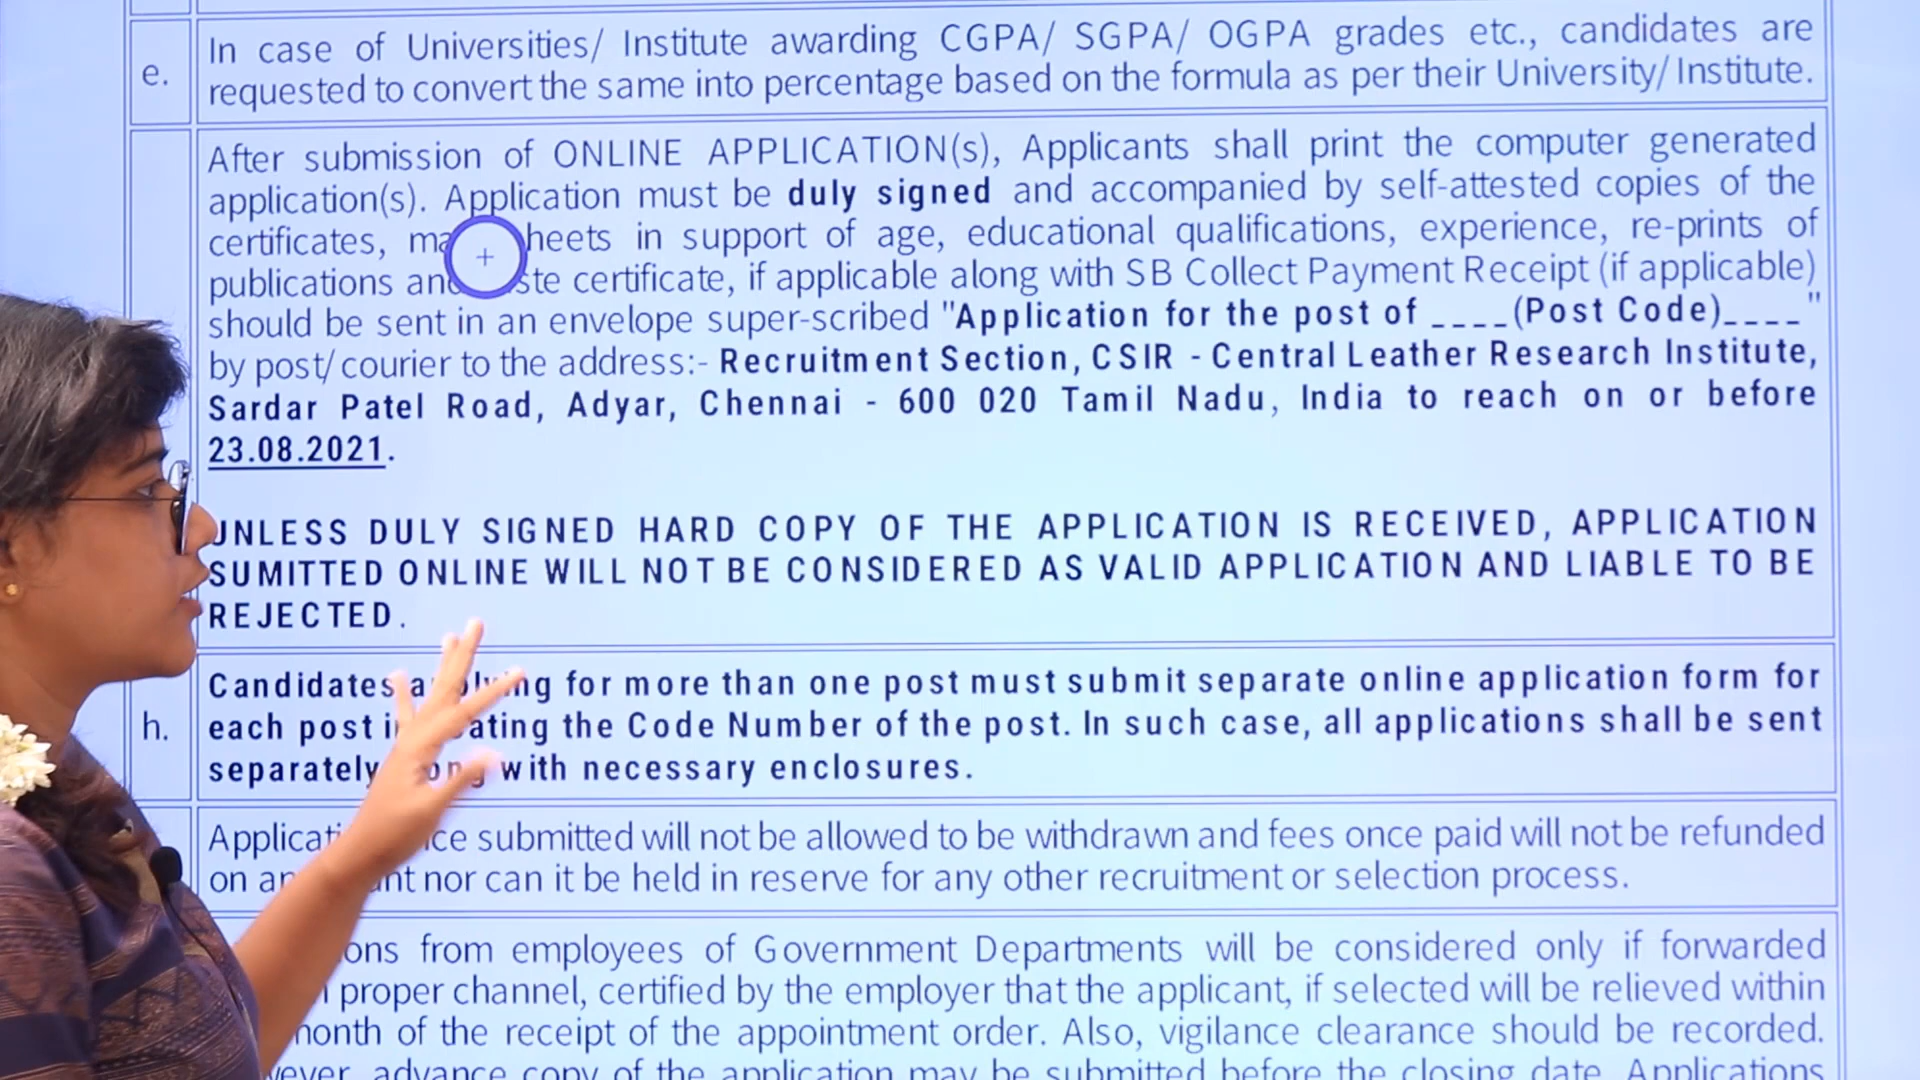 e.
In case of Universities/ Institute awarding CGPA/ SGPA/ OGPA grades etc., candidates are
requested to convert the same into percentage based on the formula as per their University/ Institute.
After submission of ONLINE APPLICATION(s), Applicants shall print the computer generated
application(s). Application must be duly signed and accompanied by self-attested copies of the
certificates, in support of age, educational qualifications, experience, re-prints of
publications certificate, if applicable along with SB Collect Payment Receipt (if applicable)
should be sent in an envelope super-scribed "Application for the post of ____(Post Code)____"
by post/ courier to the address:- Recruitment Section, CSIR - Central Leather Research Institute,
Sardar Patel Road, Adyar, Chennai - 600 020 Tamil Nadu, India to reach on or before
23.08.2021.
UNLESS DULY SIGNED HARD COPY OF THE APPLICATION IS RECEIVED, APPLICATION
SUMITTED ONLINE WILL NOT BE CONSIDERED AS VALID APPLICATION AND LIABLE TO BE
REJECTED.
h.
Candidates for more than one post must submit separate online application form for
each post the Code Number of the post. In such case, all applications shall be sent
separately with necessary enclosures.
submitted will not be allowed to be withdrawn and fees once paid will not be refunded
on nor can it be held in reserve for any other recruitment or selection process.
from employees of Government Departments will be considered only if forwarded
proper channel, certified by the employer that the applicant, if selected will be relieved within
of the receipt of the appointment order. Also, vigilance clearance should be recorded.
advance copy of the application may be submitted before the closing date. Applications